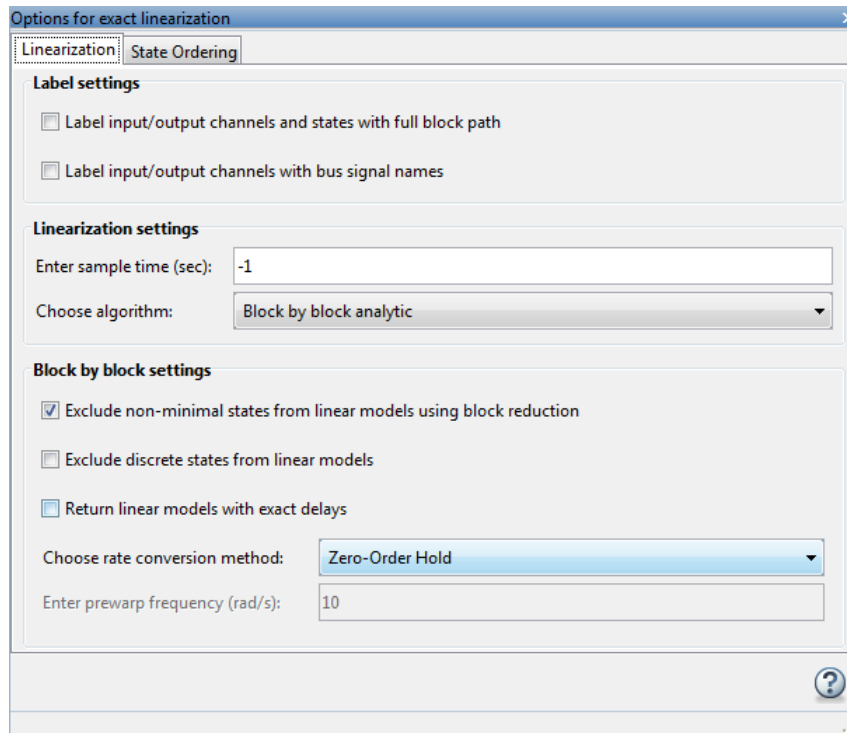 Options for exact linearization
Linearization State Ordering
Label settings
Label input/output channels and states with full block path
Label input/output channels with bus signal names
Linearization settings
Enter sample time (sec): -1
Choose algorithm: Block by block analytic
Block by block settings
Exclude non-minimal states from linear models using block reduction
Exclude discrete states from linear models
Return linear models with exact delays
Choose rate conversion method: Zero-Order Hold
Enter prewarp frequency (rad/s): 10
?